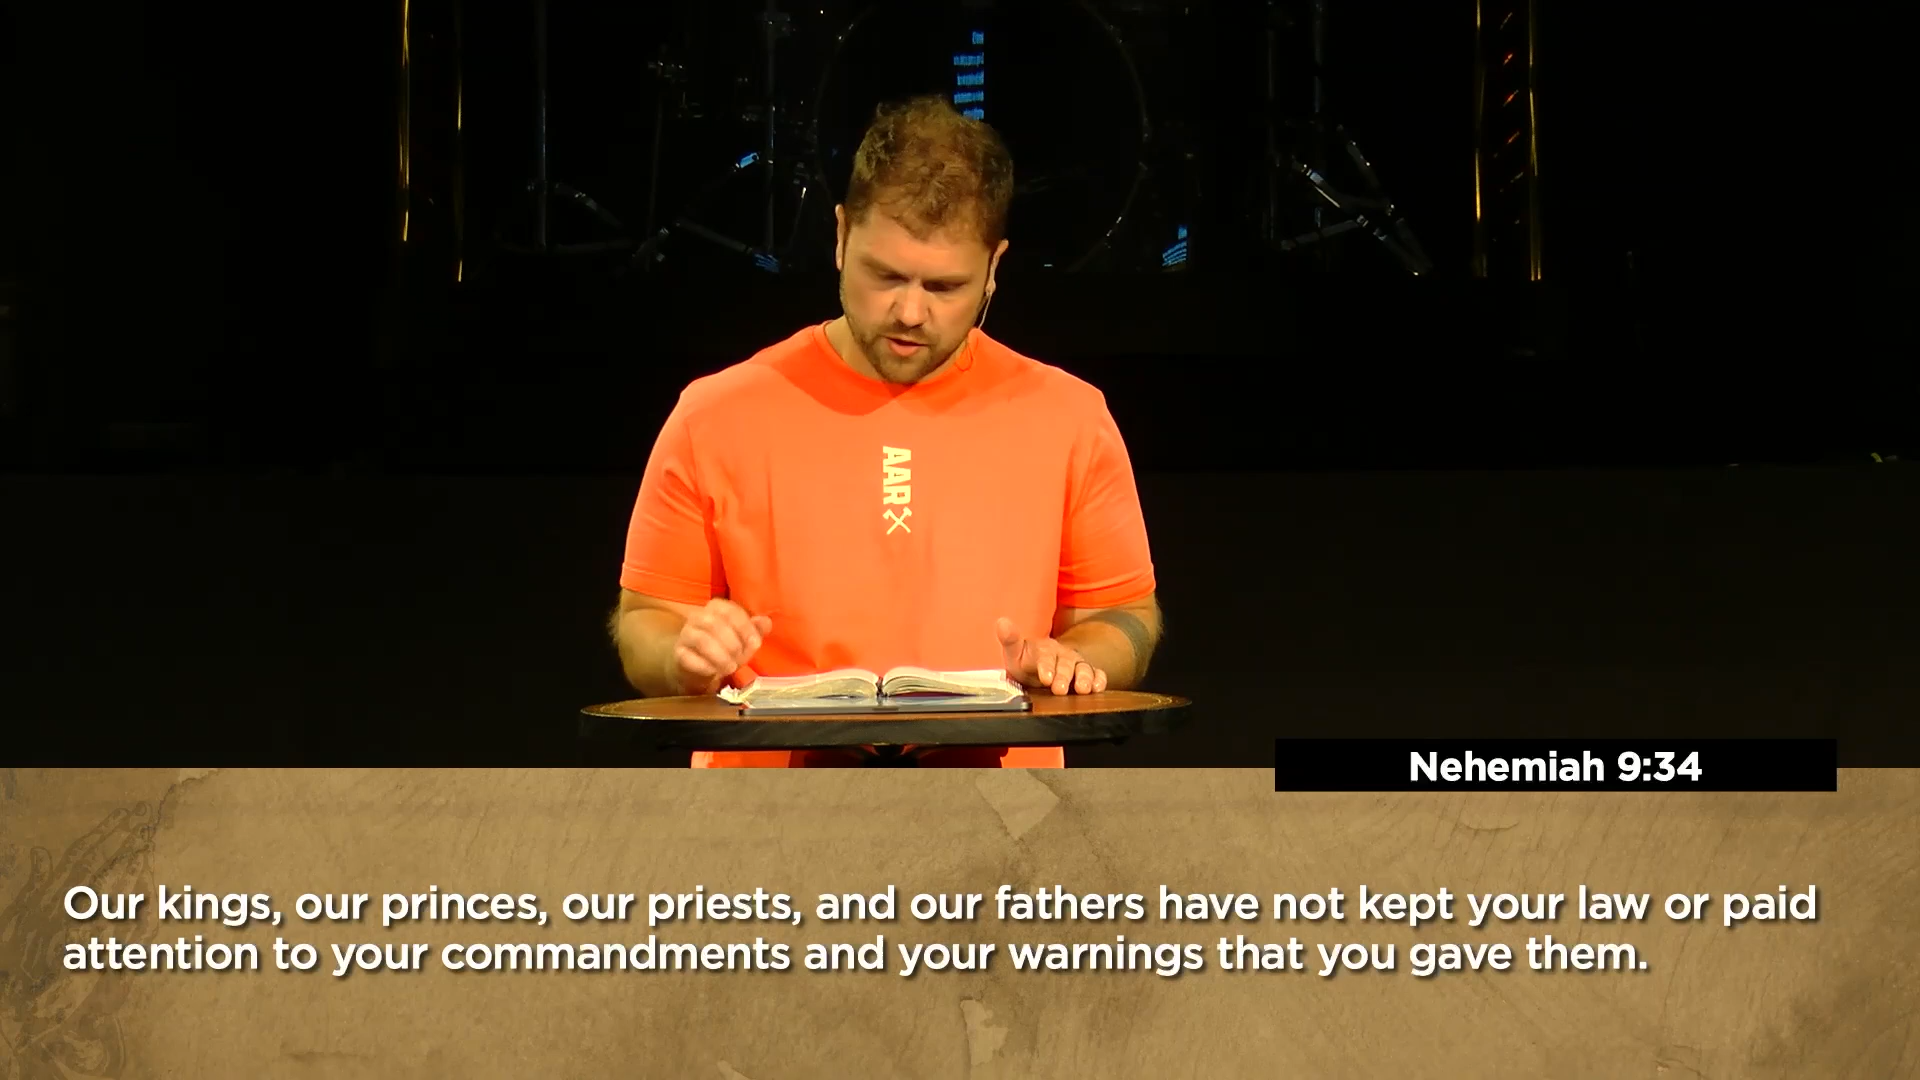 AARX
Nehemiah 9:34
Our kings, our princes, our priests, and our fathers have not kept your law or paid
attention to your commandments and your warnings that you gave them.